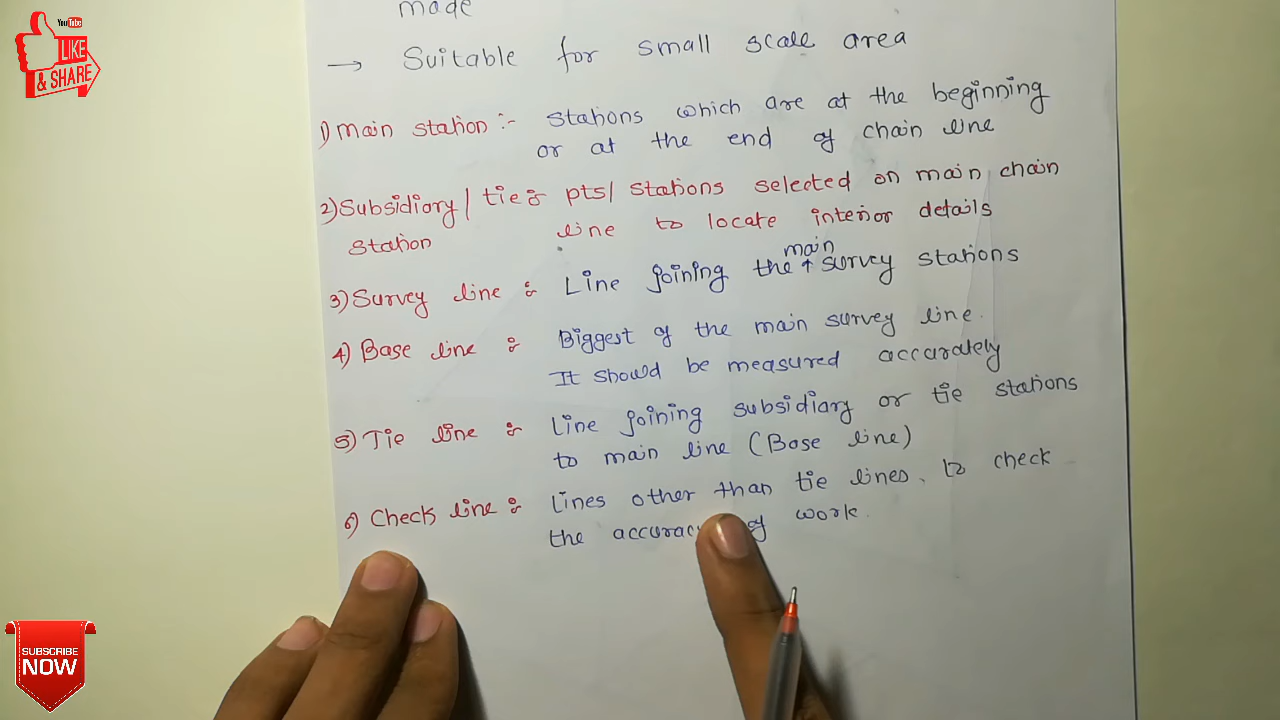 made
→ Suitable for small scale area
1) Main station :- stations which are at the beginning
or at the end of chain line
2) Subsidiory / tie : pts/ stations selected on main chain
station line to locate interior details
main
3) Survey line : Line joining the ↑ survey stations
4) Base line : Biggest of the main survey line.
It should be measured accurately
5) Tie line : Line joining subsidiary or tie stations
to main line (Base line)
6) Check line : Lines other than tie lines, to check
the of work.
YouTube
LIKE
& SHARE
SUBSCRIBE
NOW